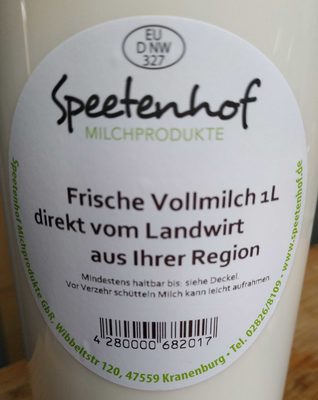 EU
D NW
327
Speetenhof
MILCHPRODUKTE
Frische Vollmilch 1L
direkt vom Landwirt
aus Ihrer Region
Mindestens haltbar bis: siehe Deckel.
Vor Verzehr schütteln Milch kann leicht aufrahmen.
4 280000 682017
Speetenhof Milchprodukte GbR, Wibbeltstr 120, 47559 Kranenburg • Tel. 02826/8109 • www.speetenhof.de